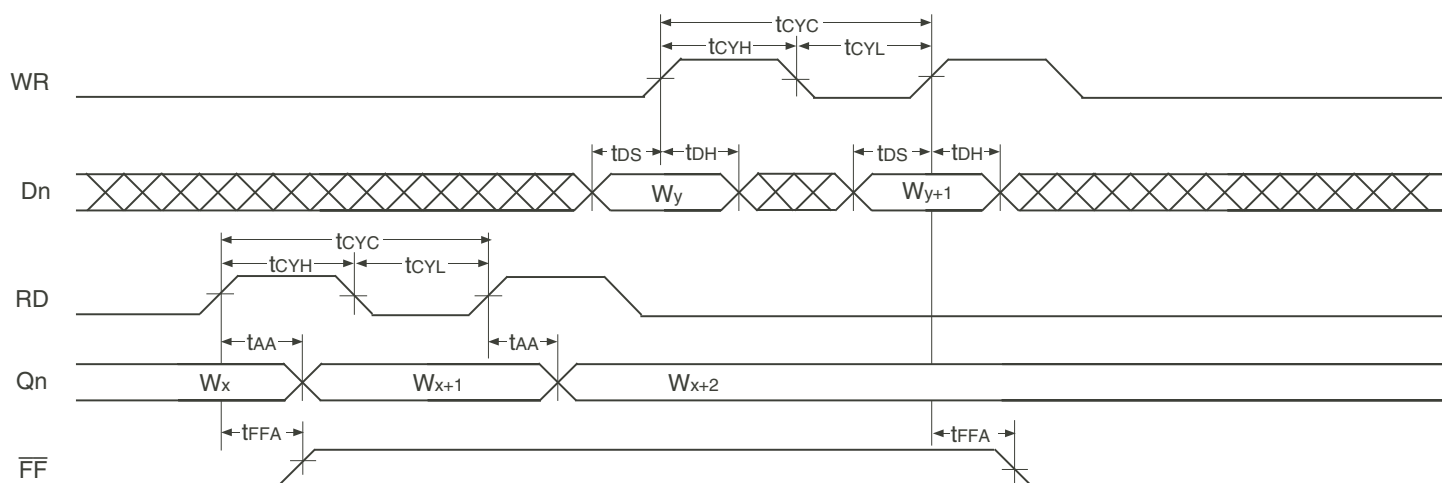 tCYC
tCYH tCYL
WR
tDS tDH tDS tDH
Dn Wy Wy+1
tCYC
tCYH tCYL
RD
tAA tAA
Qn Wx Wx+1 Wx+2
tFFA tFFA
F̅F̅